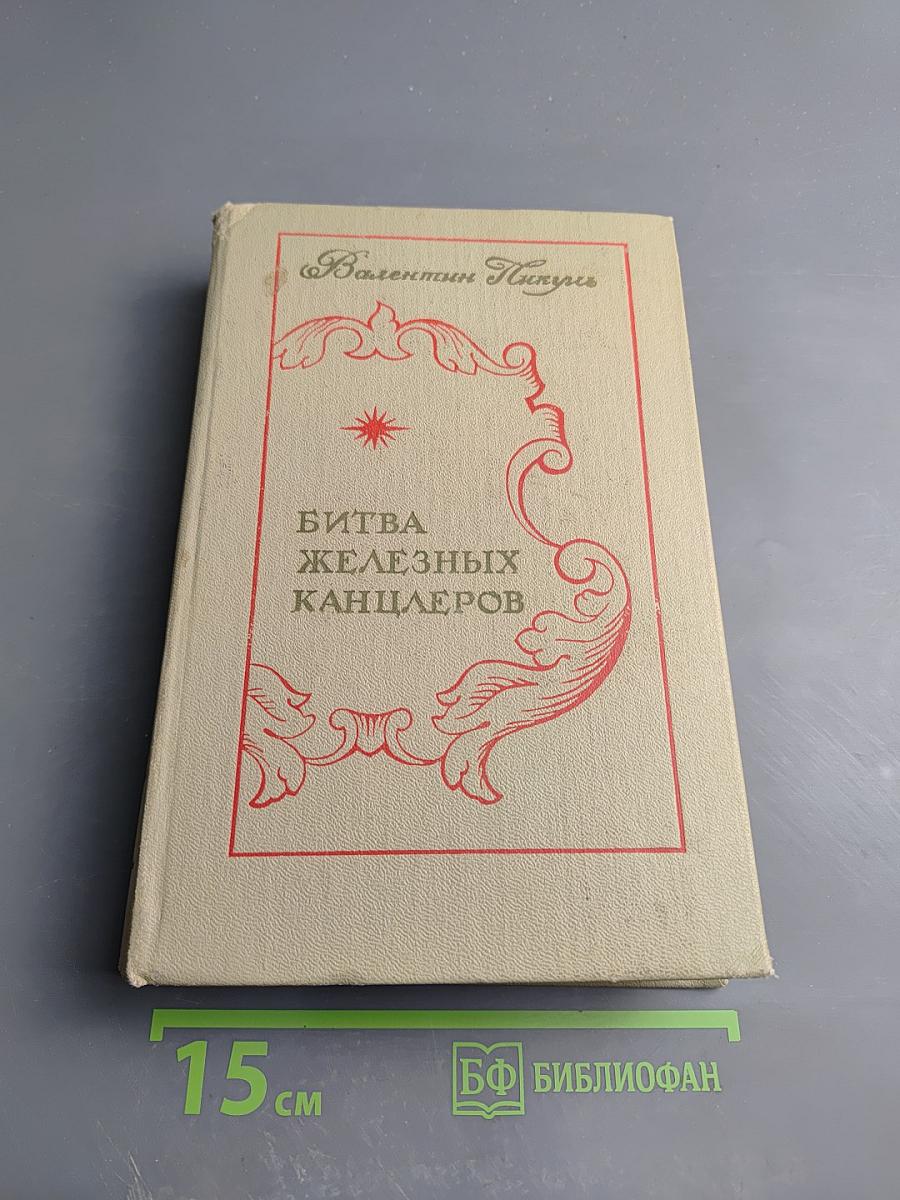 Валентин Пикуль
БИТВА
ЖЕЛЕЗНЫХ
КАНЦЛЕРОВ
15 см
БФ БИБЛИОФАН